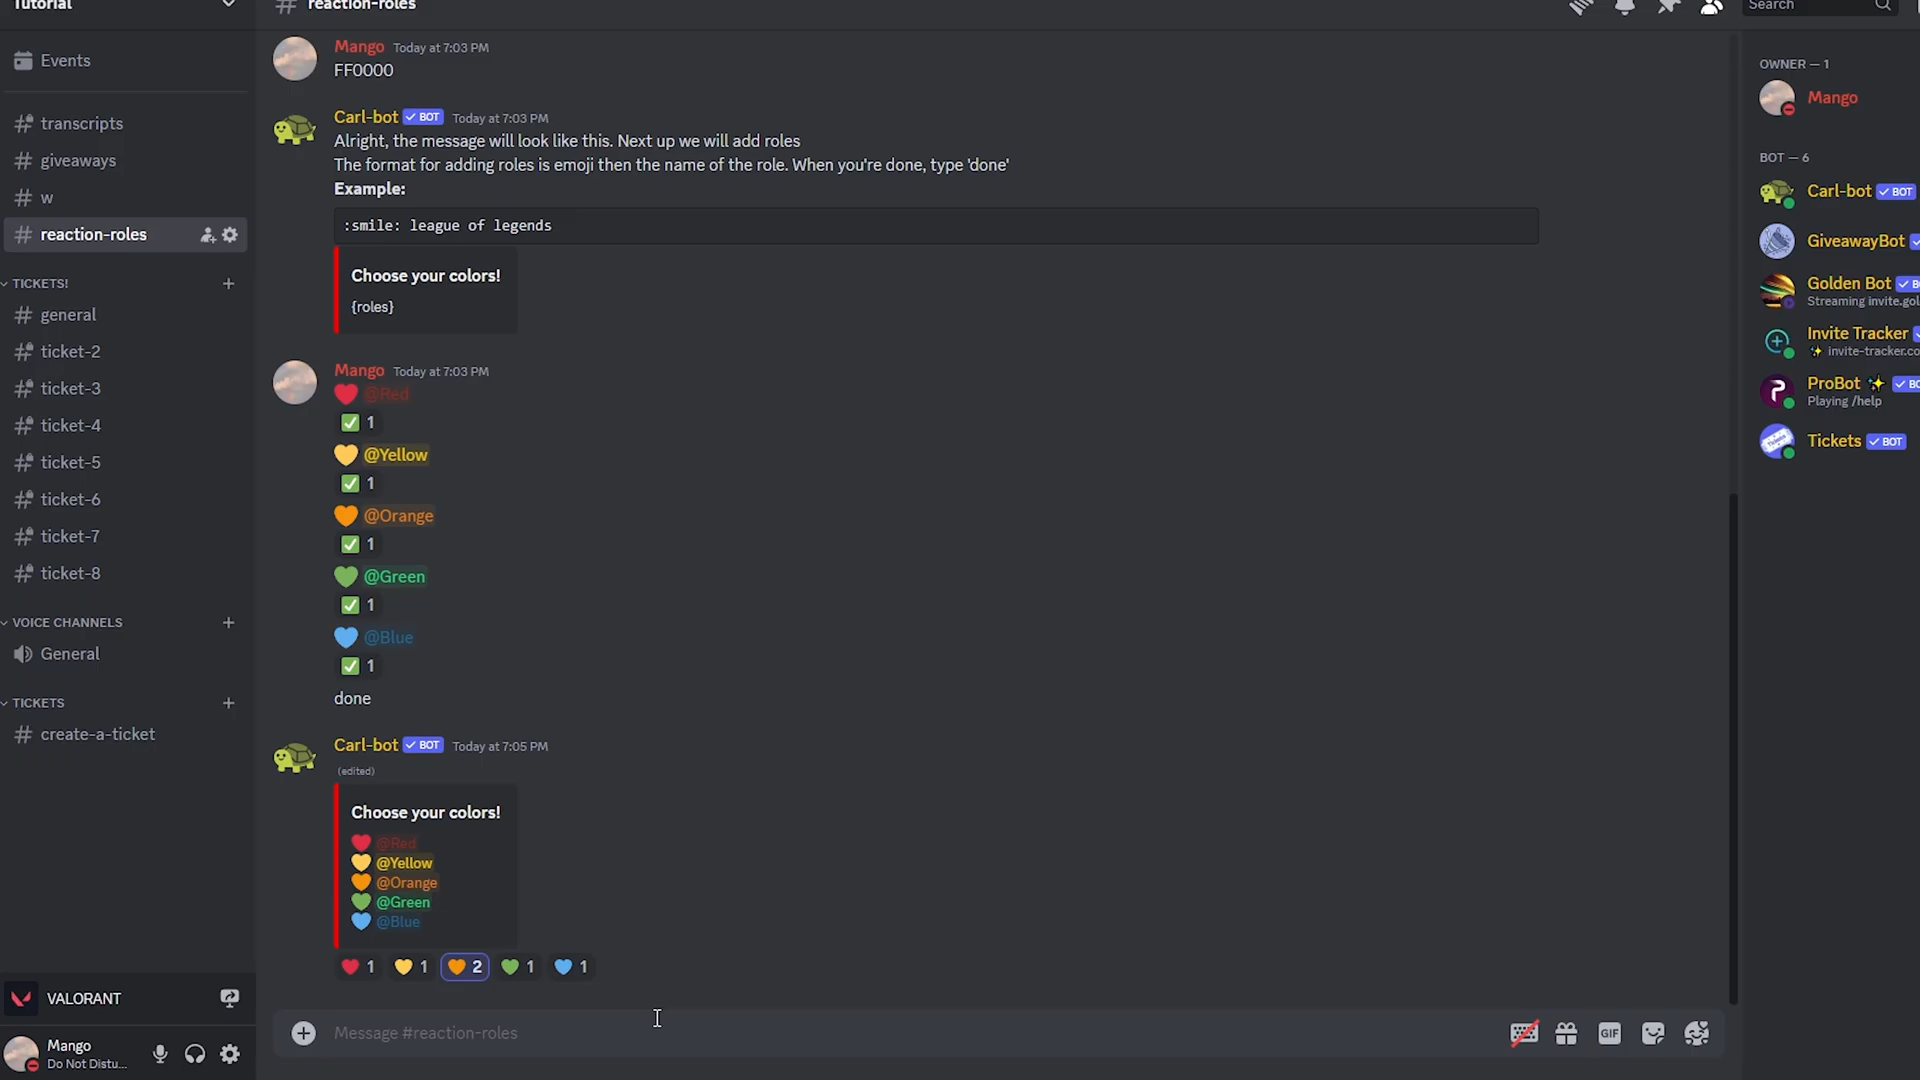 Tutorial
Events
transcripts
giveaways
w
reaction-roles
TICKETS!
general
ticket-2
ticket-3
ticket-4
ticket-5
ticket-6
ticket-7
ticket-8
VOICE CHANNELS
General
TICKETS
create-a-ticket
VALORANT
Mango
Do Not Distu...
reaction-roles
Search
Mango Today at 7:03 PM
FF0000
Carl-bot BOT Today at 7:03 PM
Alright, the message will look like this. Next up we will add roles
The format for adding roles is emoji then the name of the role. When you're done, type 'done'
Example:
:smile: league of legends
Choose your colors!
{roles}
Mango Today at 7:03 PM
@Red
1
@Yellow
1
@Orange
1
@Green
1
@Blue
1
done
Carl-bot BOT Today at 7:05 PM
(edited)
Choose your colors!
@Red
@Yellow
@Orange
@Green
@Blue
1 1 2 1 1
Message #reaction-roles
GIF
OWNER — 1
Mango
BOT — 6
Carl-bot BOT
GiveawayBot
Golden Bot
Streaming invite.gol
Invite Tracker
invite-tracker.co
ProBot
Playing /help
Tickets BOT